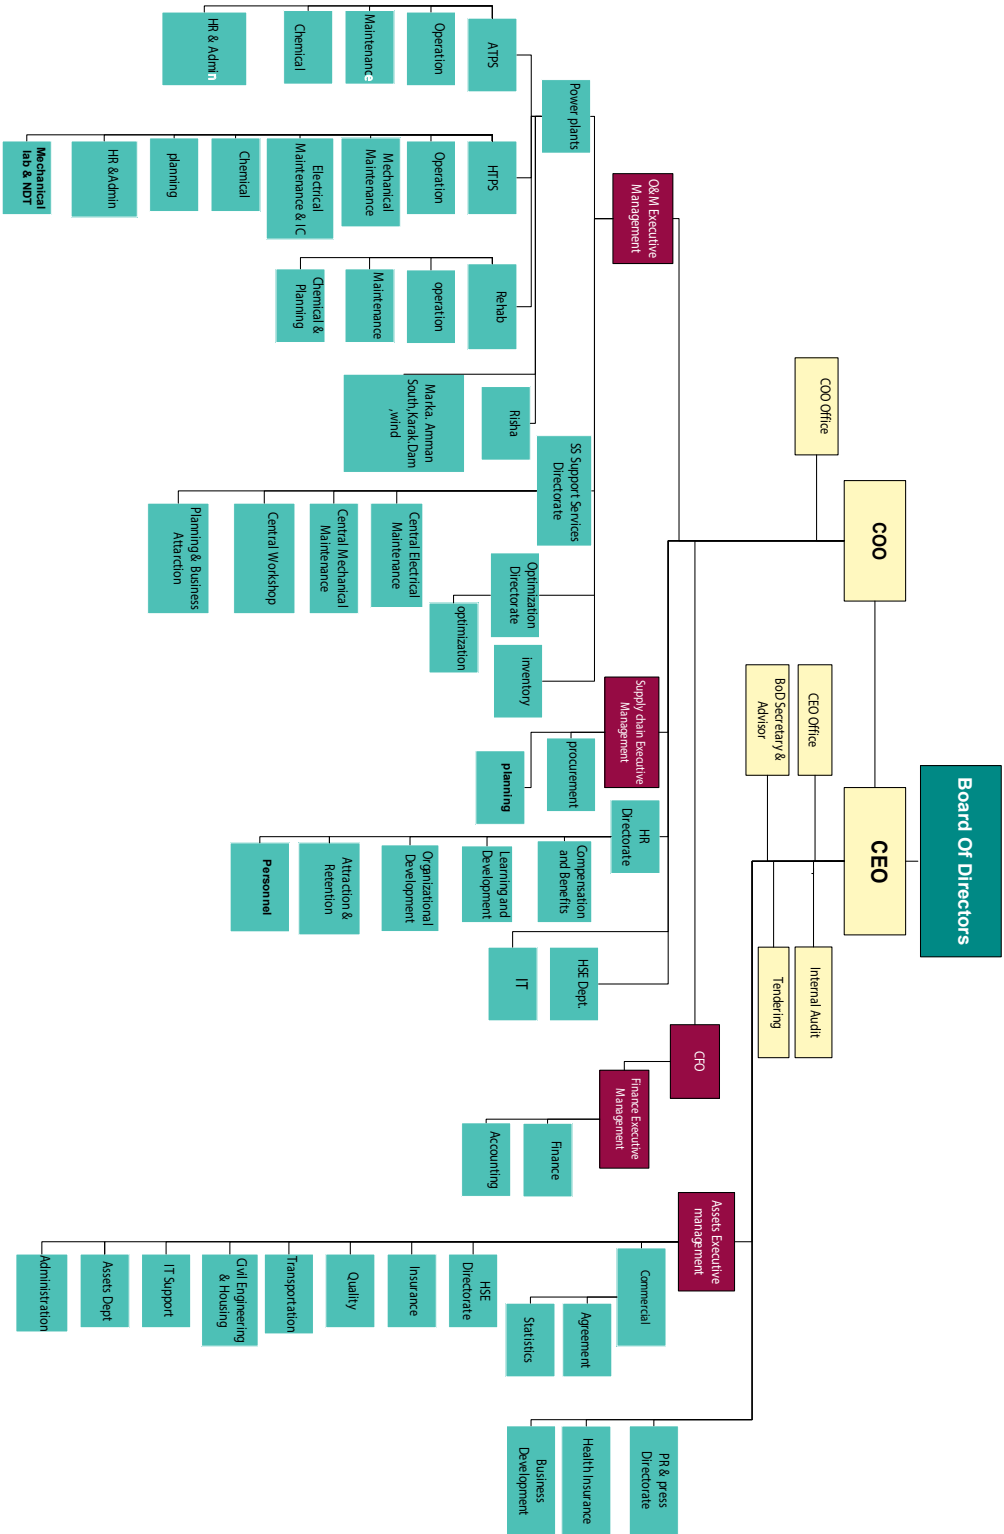 Board Of Directors
COO
CEO
COO Office
CEO Office
BoD Secretary &
Advisor
Internal Audit
Tendering
O&M Executive
Management
Supply chain Executive
Management
CFO
Finance Executive
Management
Assets Executive
management
Power plants
ATPS
Operation
Maintenance
Chemical
HR & Admin
HTPS
Operation
Mechanical
Maintenance
Electrical
Maintenance & IC
Chemical
planning
HR &Admin
Mechanical
lab & NDT
Rehab
operation
Maintenance
Chemical &
Planning
Risha
Marka. Amman
South,Karak.Dam
,wind
SS Support Services
Directorate
Central Electrical
Maintenance
Central Mechanical
Maintenance
Central Workshop
Planning & Business
Attarction
Optimization
Directorate
optimization
inventory
procurement
planning
HR
Directorate
Compensation
and Benefits
Learning and
Development
Organizational
Development
Attraction &
Retention
Personnel
HSE Dept.
IT
Finance
Accounting
Commercial
Agreement
Statistics
HSE
Directorate
Insurance
Quality
Transportation
Civil Engineering
& Housing
IT Support
Assets Dept
Administration
PR & press
Directorate
Health Insurance
Business
Development